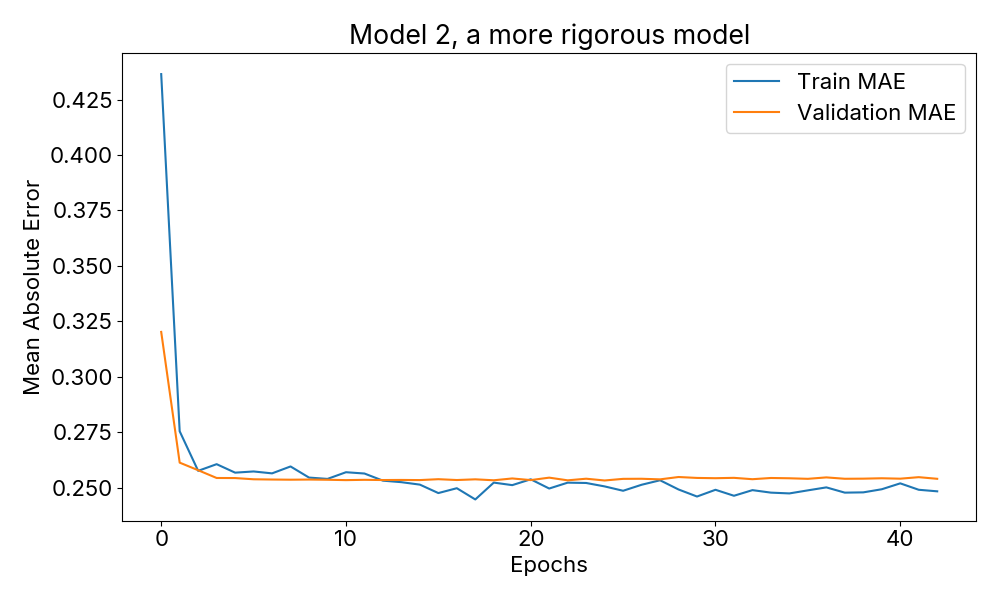 Model 2, a more rigorous model
Train MAE
Validation MAE
Mean Absolute Error
0.425
0.400
0.375
0.350
0.325
0.300
0.275
0.250
0 10 20 30 40
Epochs